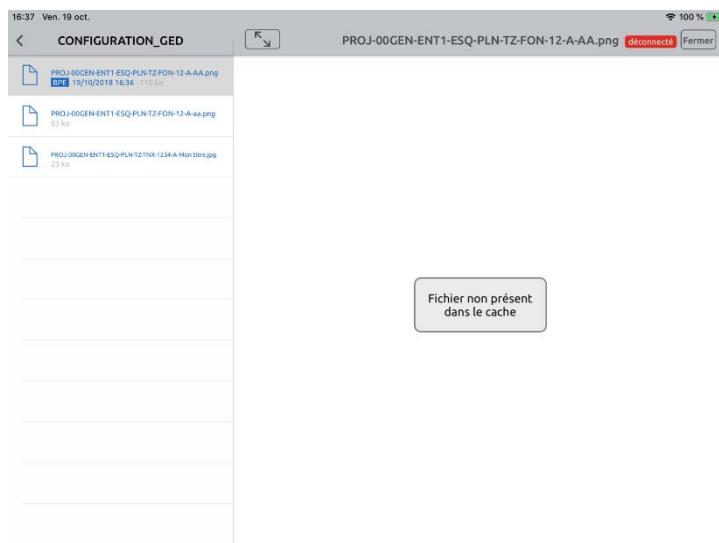 16:37 Ven. 19 oct.
100 %
CONFIGURATION_GED
PROJ-00GEN-ENT1-ESQ-PLN-TZ-FON-12-A-AA.png
déconnecté
Fermer
PROJ-00GEN-ENT1-ESQ-PLN-TZ-FON-12-A-AA.png
BPE 19/10/2018 16:36 - 110 ko
PROJ-00GEN-ENT1-ESQ-PLN-TZ-FON-12-A-aa.png
83 ko
PROJ-00GEN-ENT1-ESQ-PLN-TZ-TNX-1234-A-Mon titre.jpg
23 ko
Fichier non présent
dans le cache